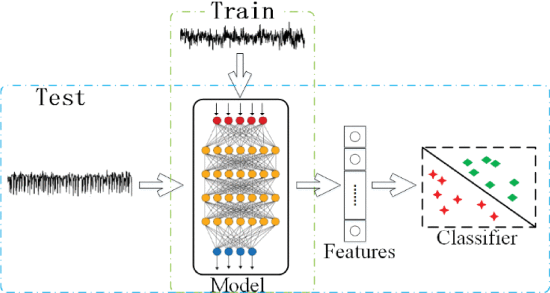 Train
Test
Features
Classifier
Model